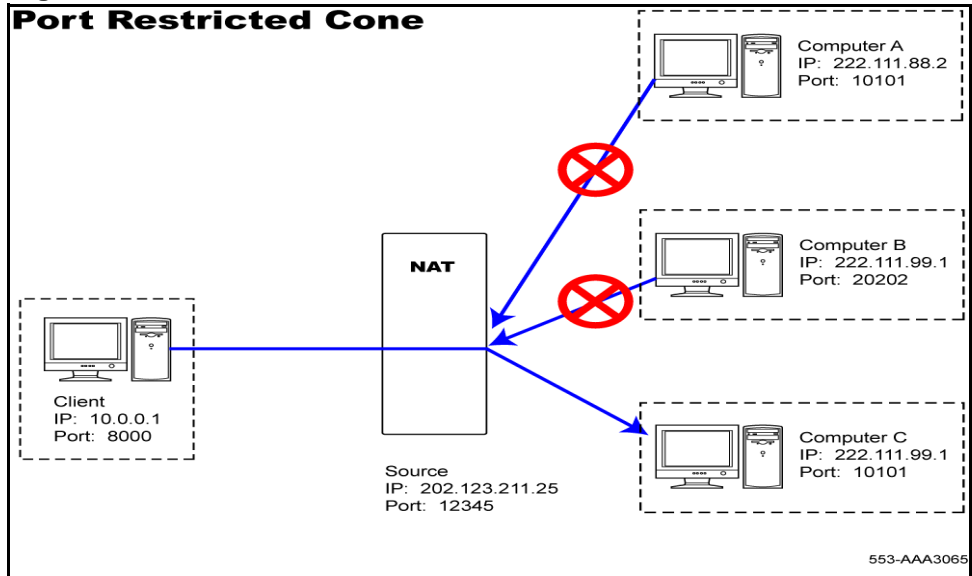 Port Restricted Cone
Computer A
IP: 222.111.88.2
Port: 10101
NAT
Computer B
IP: 222.111.99.1
Port: 20202
Client
IP: 10.0.0.1
Port: 8000
Computer C
IP: 222.111.99.1
Port: 10101
Source
IP: 202.123.211.25
Port: 12345
553-AAA3065